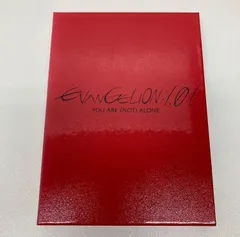 EVANGELION:1.01
YOU ARE (NOT) ALONE.